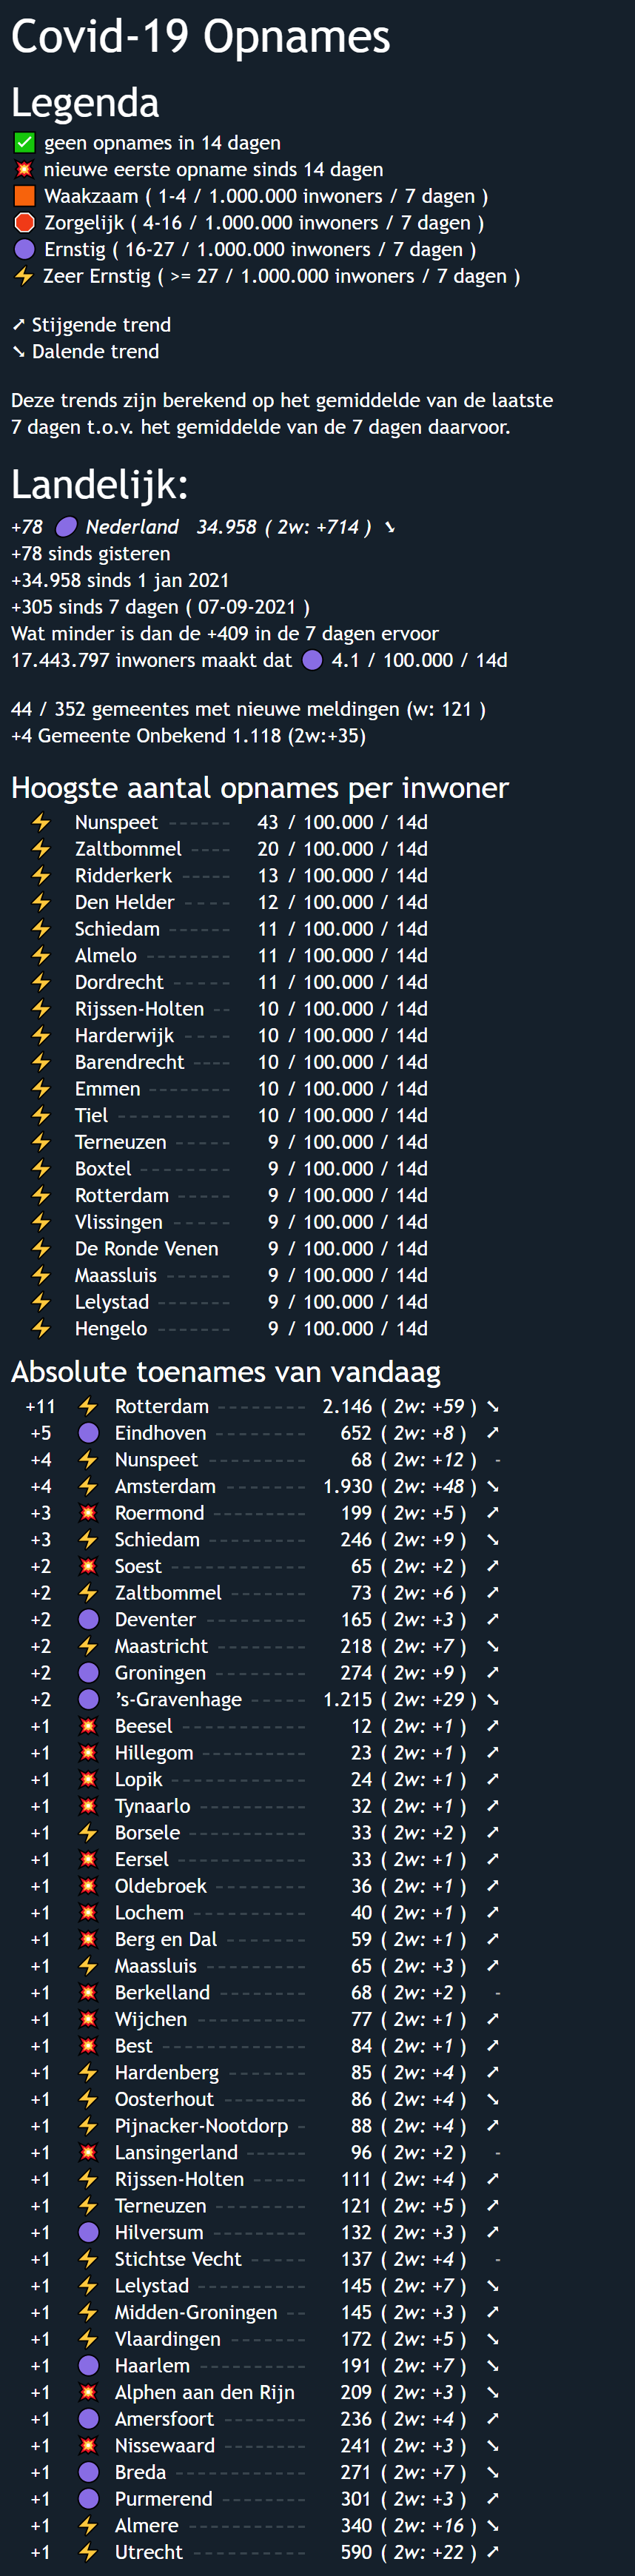 Covid-19 Opnames
Legenda
✅ geen opnames in 14 dagen
💥 nieuwe eerste opname sinds 14 dagen
🟧 Waakzaam ( 1-4 / 1.000.000 inwoners / 7 dagen )
🛑 Zorgelijk ( 4-16 / 1.000.000 inwoners / 7 dagen )
🟣 Ernstig ( 16-27 / 1.000.000 inwoners / 7 dagen )
⚡ Zeer Ernstig ( >= 27 / 1.000.000 inwoners / 7 dagen )
➚ Stijgende trend
➘ Dalende trend
Deze trends zijn berekend op het gemiddelde van de laatste
7 dagen t.o.v. het gemiddelde van de 7 dagen daarvoor.
Landelijk:
+78 🟣 Nederland 34.958 ( 2w: +714 ) ➘
+78 sinds gisteren
+34.958 sinds 1 jan 2021
+305 sinds 7 dagen ( 07-09-2021 )
Wat minder is dan de +409 in de 7 dagen ervoor
17.443.797 inwoners maakt dat 🟣 4.1 / 100.000 / 14d
44 / 352 gemeentes met nieuwe meldingen (w: 121 )
+4 Gemeente Onbekend 1.118 (2w:+35)
Hoogste aantal opnames per inwoner
⚡ Nunspeet ------ 43 / 100.000 / 14d
⚡ Zaltbommel ---- 20 / 100.000 / 14d
⚡ Ridderkerk ----- 13 / 100.000 / 14d
⚡ Den Helder ---- 12 / 100.000 / 14d
⚡ Schiedam ------ 11 / 100.000 / 14d
⚡ Almelo -------- 11 / 100.000 / 14d
⚡ Dordrecht ------ 11 / 100.000 / 14d
⚡ Rijssen-Holten -- 10 / 100.000 / 14d
⚡ Harderwijk ----- 10 / 100.000 / 14d
⚡ Barendrecht ---- 10 / 100.000 / 14d
⚡ Emmen -------- 10 / 100.000 / 14d
⚡ Tiel ----------- 10 / 100.000 / 14d
⚡ Terneuzen ----- 9 / 100.000 / 14d
⚡ Boxtel --------- 9 / 100.000 / 14d
⚡ Rotterdam ----- 9 / 100.000 / 14d
⚡ Vlissingen ------ 9 / 100.000 / 14d
⚡ De Ronde Venen 9 / 100.000 / 14d
⚡ Maassluis ------ 9 / 100.000 / 14d
⚡ Lelystad ------- 9 / 100.000 / 14d
⚡ Hengelo ------- 9 / 100.000 / 14d
Absolute toenames van vandaag
+11 ⚡ Rotterdam --------- 2.146 ( 2w: +59 ) ➘
+5 🟣 Eindhoven --------- 652 ( 2w: +8 ) ➚
+4 ⚡ Nunspeet ---------- 68 ( 2w: +12 ) -
+4 ⚡ Amsterdam -------- 1.930 ( 2w: +48 ) ➘
+3 💥 Roermond --------- 199 ( 2w: +5 ) ➚
+3 ⚡ Schiedam ---------- 246 ( 2w: +9 ) ➘
+2 💥 Soest ------------- 65 ( 2w: +2 ) ➚
+2 ⚡ Zaltbommel ------- 73 ( 2w: +6 ) ➚
+2 🟣 Deventer ---------- 165 ( 2w: +3 ) ➚
+2 ⚡ Maastricht --------- 218 ( 2w: +7 ) ➘
+2 🟣 Groningen --------- 274 ( 2w: +9 ) ➚
+2 🟣 ’s-Gravenhage ----- 1.215 ( 2w: +29 ) ➘
+1 💥 Beesel ------------ 12 ( 2w: +1 ) ➚
+1 💥 Hillegom ---------- 23 ( 2w: +1 ) ➚
+1 💥 Lopik ------------- 24 ( 2w: +1 ) ➚
+1 💥 Tynaarlo ---------- 32 ( 2w: +1 ) ➚
+1 ⚡ Borsele ----------- 33 ( 2w: +2 ) ➚
+1 💥 Eersel ------------ 33 ( 2w: +1 ) ➚
+1 💥 Oldebroek --------- 36 ( 2w: +1 ) ➚
+1 💥 Lochem ----------- 40 ( 2w: +1 ) ➚
+1 💥 Berg en Dal ------- 59 ( 2w: +1 ) ➚
+1 ⚡ Maassluis ---------- 65 ( 2w: +3 ) ➚
+1 💥 Berkelland -------- 68 ( 2w: +2 ) -
+1 💥 Wijchen ----------- 77 ( 2w: +1 ) ➚
+1 💥 Best -------------- 84 ( 2w: +1 ) ➚
+1 ⚡ Hardenberg -------- 85 ( 2w: +4 ) ➚
+1 ⚡ Oosterhout -------- 86 ( 2w: +4 ) ➘
+1 ⚡ Pijnacker-Nootdorp - 88 ( 2w: +4 ) ➚
+1 💥 Lansingerland ------ 96 ( 2w: +2 ) -
+1 ⚡ Rijssen-Holten ----- 111 ( 2w: +4 ) ➚
+1 ⚡ Terneuzen --------- 121 ( 2w: +5 ) ➚
+1 🟣 Hilversum --------- 132 ( 2w: +3 ) ➚
+1 ⚡ Stichtse Vecht ----- 137 ( 2w: +4 ) -
+1 ⚡ Lelystad ----------- 145 ( 2w: +7 ) ➘
+1 ⚡ Midden-Groningen -- 145 ( 2w: +3 ) ➚
+1 ⚡ Vlaardingen -------- 172 ( 2w: +5 ) ➘
+1 🟣 Haarlem ----------- 191 ( 2w: +7 ) ➘
+1 💥 Alphen aan den Rijn 209 ( 2w: +3 ) ➘
+1 🟣 Amersfoort -------- 236 ( 2w: +4 ) ➚
+1 💥 Nissewaard -------- 241 ( 2w: +3 ) ➘
+1 🟣 Breda ------------ 271 ( 2w: +7 ) ➘
+1 🟣 Purmerend -------- 301 ( 2w: +3 ) ➚
+1 ⚡ Almere ----------- 340 ( 2w: +16 ) ➘
+1 ⚡ Utrecht ----------- 590 ( 2w: +22 ) ➚